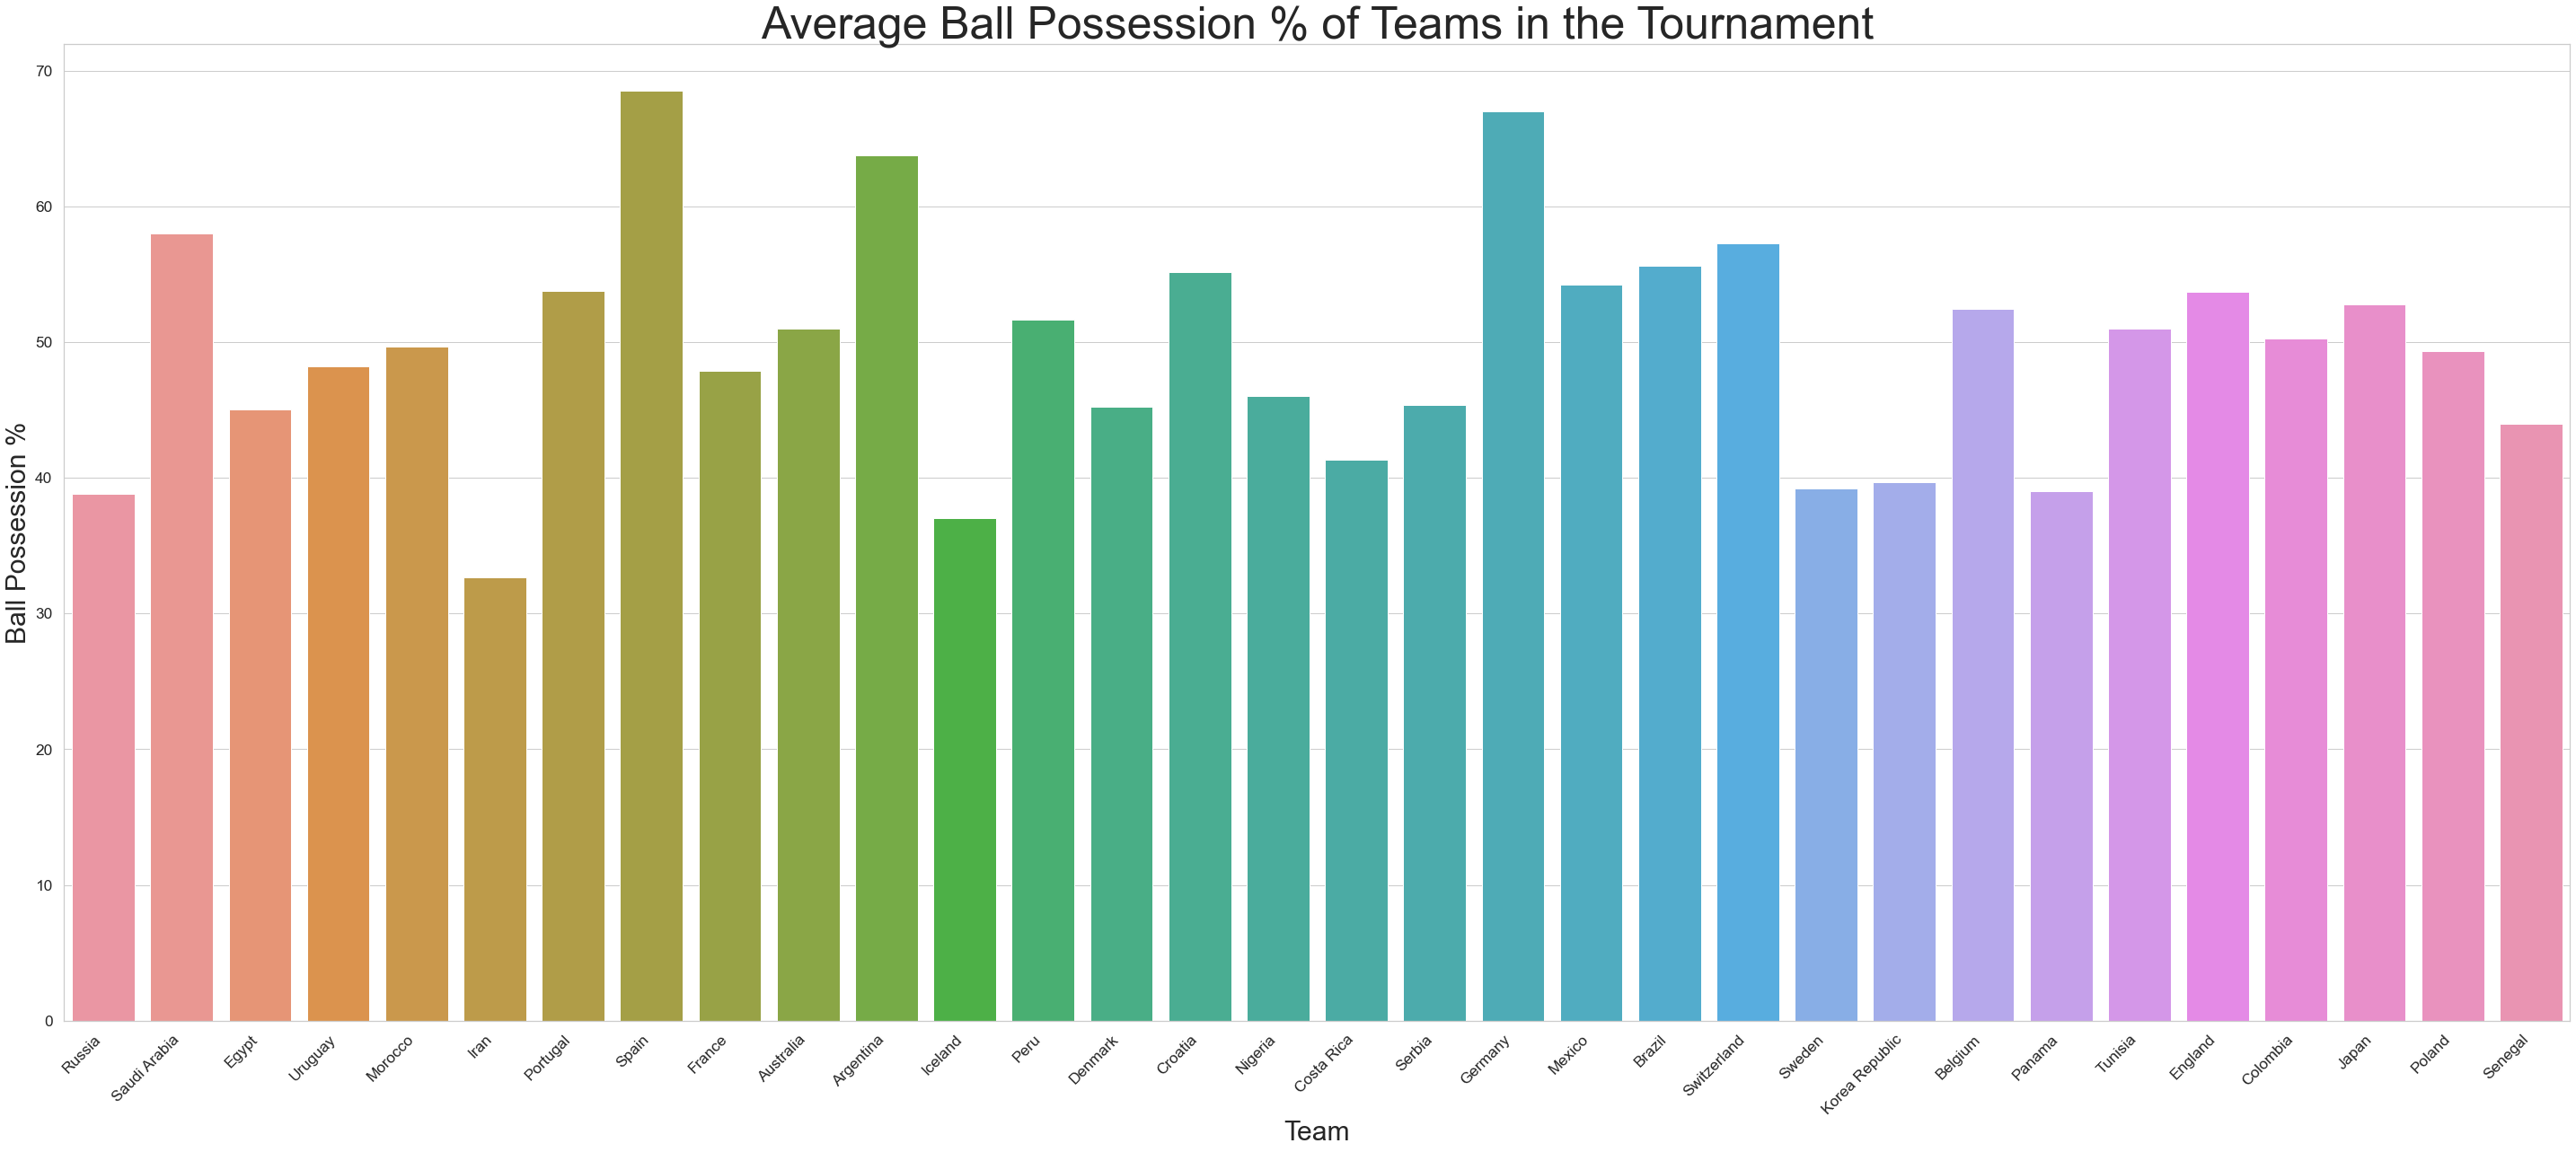 Average Ball Possession % of Teams in the Tournament
Ball Possession %
70
60
50
40
30
20
10
0
Russia
Saudi Arabia
Egypt
Uruguay
Morocco
Iran
Portugal
Spain
France
Australia
Argentina
Iceland
Peru
Denmark
Croatia
Nigeria
Costa Rica
Serbia
Germany
Mexico
Brazil
Switzerland
Sweden
Korea Republic
Belgium
Panama
Tunisia
England
Colombia
Japan
Poland
Senegal
Team